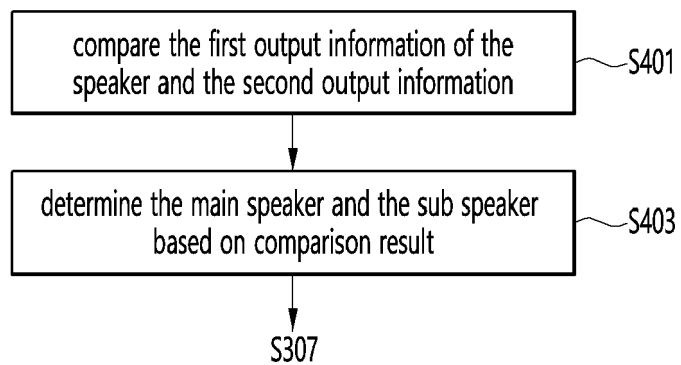 compare the first output information of the
speaker and the second output information
S401
determine the main speaker and the sub speaker
based on comparison result
S403
S307